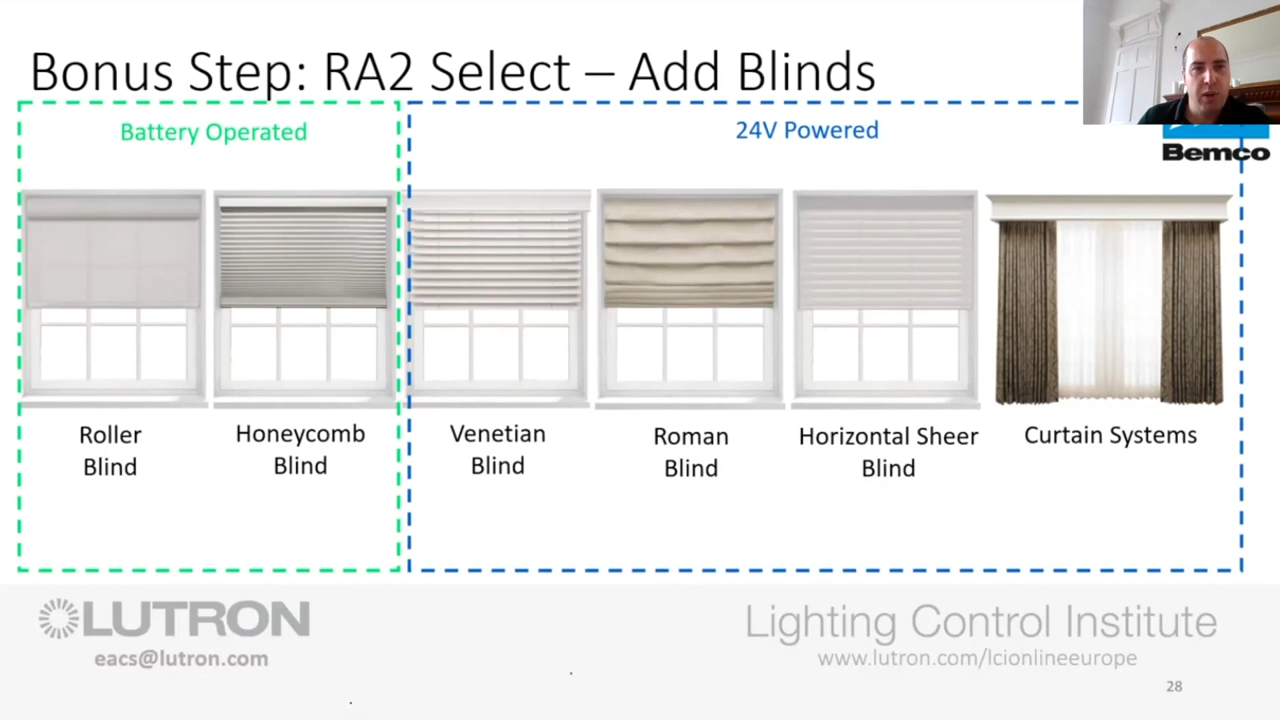 Bonus Step: RA2 Select – Add Blinds
Battery Operated
24V Powered
Bemco
Roller
Blind
Honeycomb
Blind
Venetian
Blind
Roman
Blind
Horizontal Sheer
Blind
Curtain Systems
LUTRON
eacs@lutron.com
Lighting Control Institute
www.lutron.com/lcionlineeurope
28